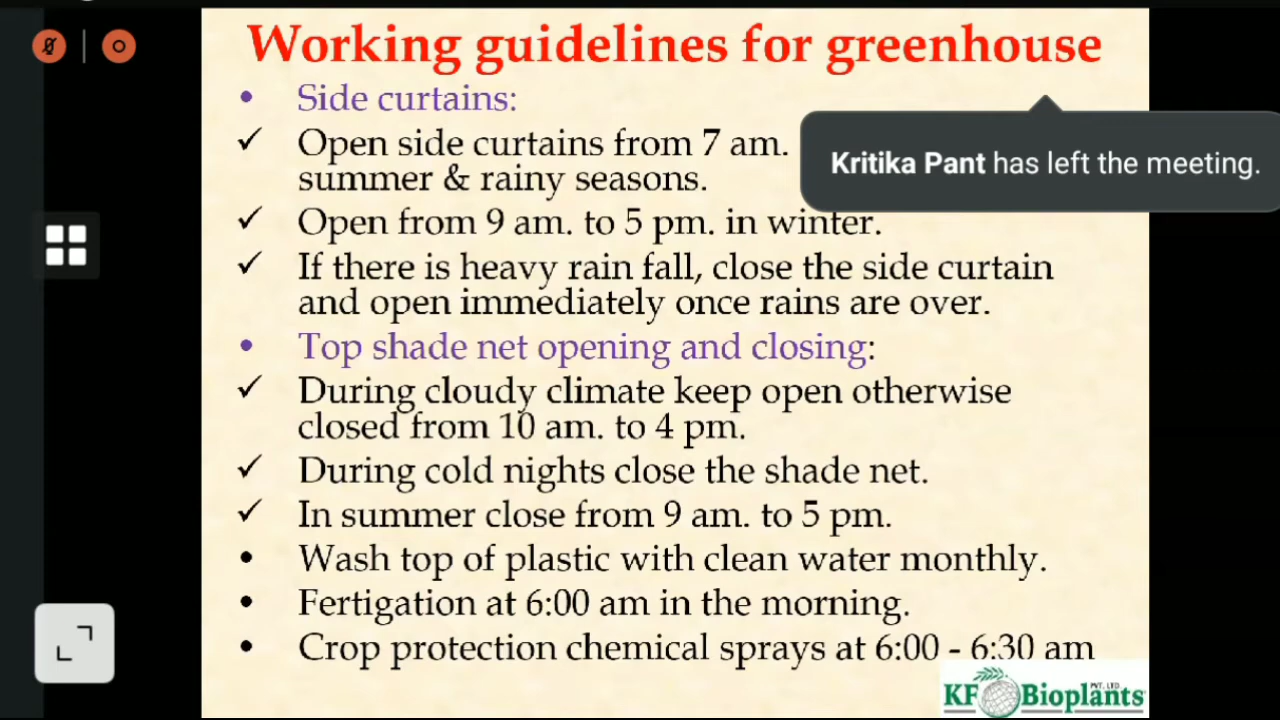 Working guidelines for greenhouse
• Side curtains:
✓ Open side curtains from 7 am.
summer & rainy seasons.
Kritika Pant has left the meeting.
✓ Open from 9 am. to 5 pm. in winter.
✓ If there is heavy rain fall, close the side curtain
and open immediately once rains are over.
• Top shade net opening and closing:
✓ During cloudy climate keep open otherwise
closed from 10 am. to 4 pm.
✓ During cold nights close the shade net.
✓ In summer close from 9 am. to 5 pm.
• Wash top of plastic with clean water monthly.
• Fertigation at 6:00 am in the morning.
• Crop protection chemical sprays at 6:00 - 6:30 am
KF Bioplants PVT. LTD.